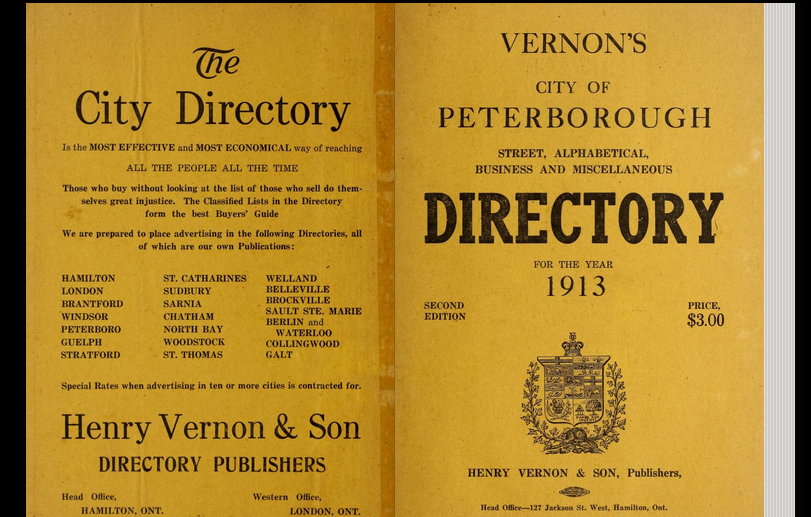 The
City Directory
Is the MOST EFFECTIVE and MOST ECONOMICAL way of reaching
ALL THE PEOPLE ALL THE TIME
Those who buy without looking at the list of those who sell do them-
selves great injustice. The Classified Lists in the Directory
form the best Buyers' Guide
We are prepared to place advertising in the following Directories, all
of which are our own Publications:
HAMILTON
LONDON
BRANTFORD
WINDSOR
PETERBORO
GUELPH
STRATFORD
ST. CATHARINES
SUDBURY
SARNIA
CHATHAM
NORTH BAY
WOODSTOCK
ST. THOMAS
WELLAND
BELLEVILLE
BROCKVILLE
SAULT STE. MARIE
BERLIN and
WATERLOO
COLLINGWOOD
GALT
Special Rates when advertising in ten or more cities is contracted for.
Henry Vernon & Son
DIRECTORY PUBLISHERS
Head Office,
HAMILTON, ONT.
Western Office,
LONDON, ONT.
VERNON'S
CITY OF
PETERBOROUGH
STREET, ALPHABETICAL,
BUSINESS AND MISCELLANEOUS
DIRECTORY
FOR THE YEAR
1913
SECOND
EDITION
PRICE,
$3.00
HENRY VERNON & SON, Publishers,
Head Office—127 Jackson St. West, Hamilton, Ont.